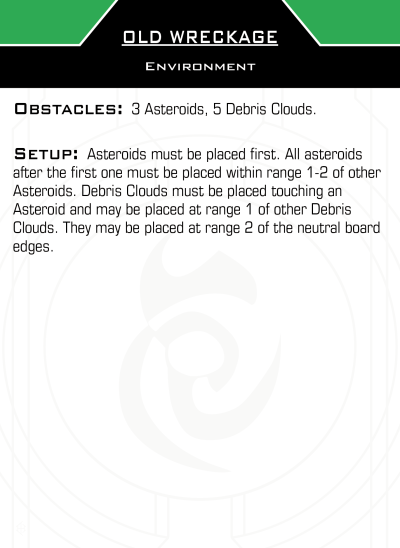 OLD WRECKAGE
ENVIRONMENT
OBSTACLES: 3 Asteroids, 5 Debris Clouds.
SETUP: Asteroids must be placed first. All asteroids
after the first one must be placed within range 1-2 of other
Asteroids. Debris Clouds must be placed touching an
Asteroid and may be placed at range 1 of other Debris
Clouds. They may be placed at range 2 of the neutral board
edges.